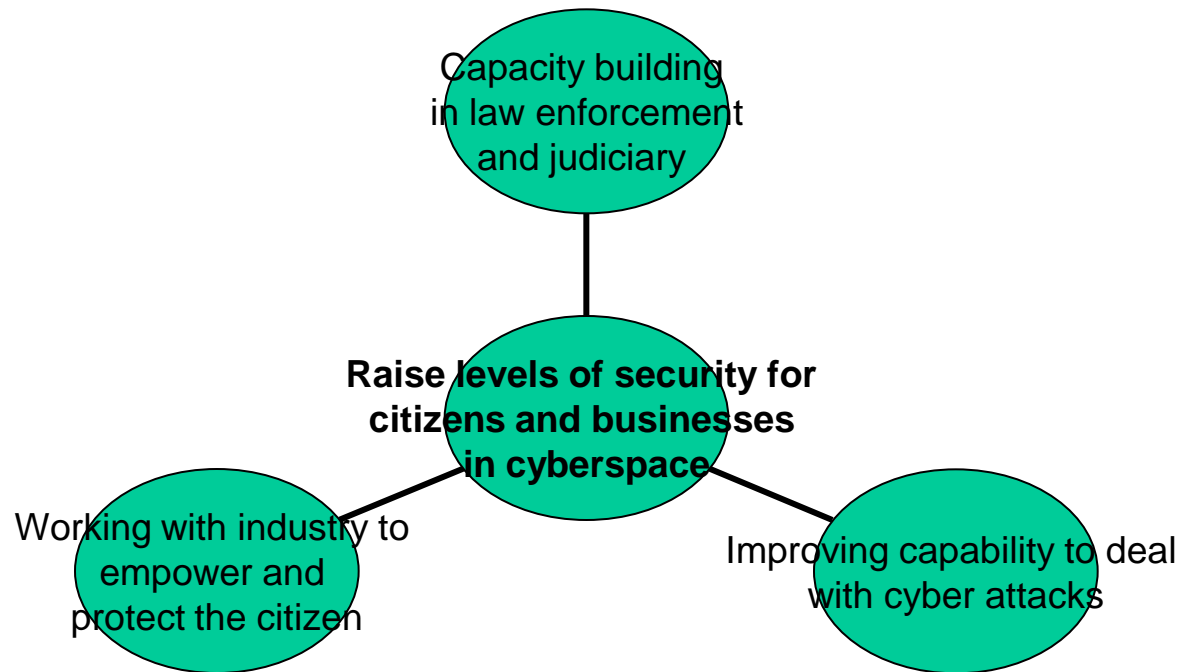 Capacity building
in law enforcement
and judiciary
Raise levels of security for
citizens and businesses
in cyberspace
Working with industry to
empower and
protect the citizen
Improving capability to deal
with cyber attacks